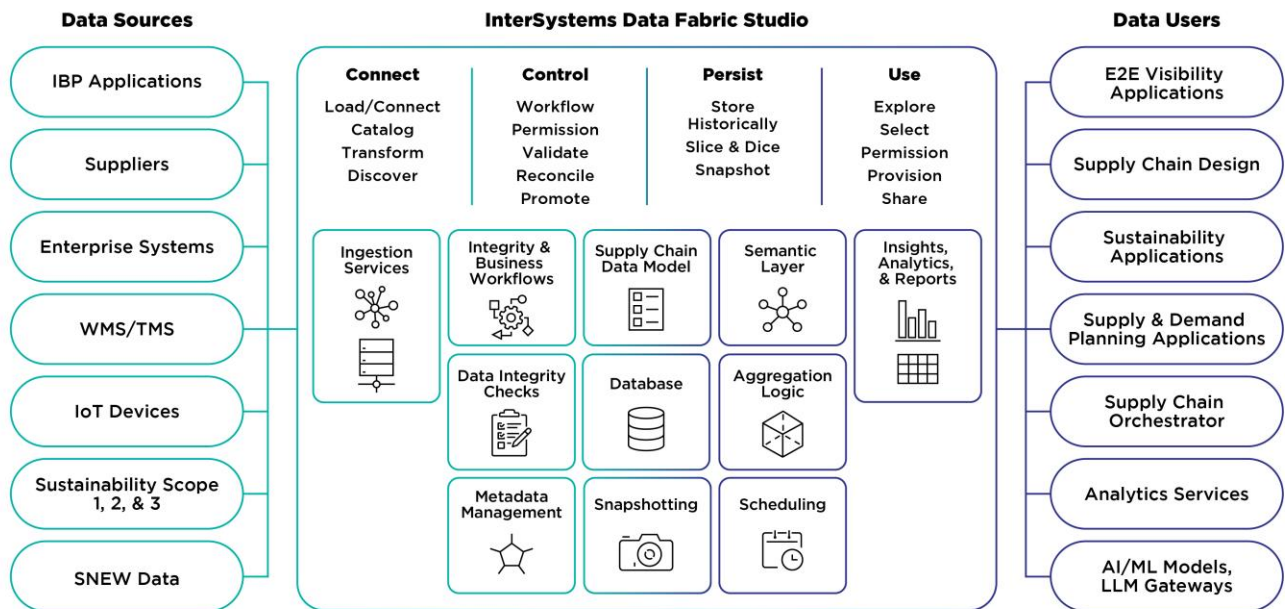 Data Sources
IBP Applications
Suppliers
Enterprise Systems
WMS/TMS
IoT Devices
Sustainability Scope
1, 2, & 3
SNEW Data
InterSystems Data Fabric Studio
Connect
Load/Connect
Catalog
Transform
Discover
Control
Workflow
Permission
Validate
Reconcile
Promote
Persist
Store
Historically
Slice & Dice
Snapshot
Use
Explore
Select
Permission
Provision
Share
Ingestion
Services
Integrity &
Business
Workflows
Supply Chain
Data Model
Semantic
Layer
Insights,
Analytics,
& Reports
Data Integrity
Checks
Database
Aggregation
Logic
Metadata
Management
Snapshotting
Scheduling
Data Users
E2E Visibility
Applications
Supply Chain Design
Sustainability
Applications
Supply & Demand
Planning Applications
Supply Chain
Orchestrator
Analytics Services
AI/ML Models,
LLM Gateways